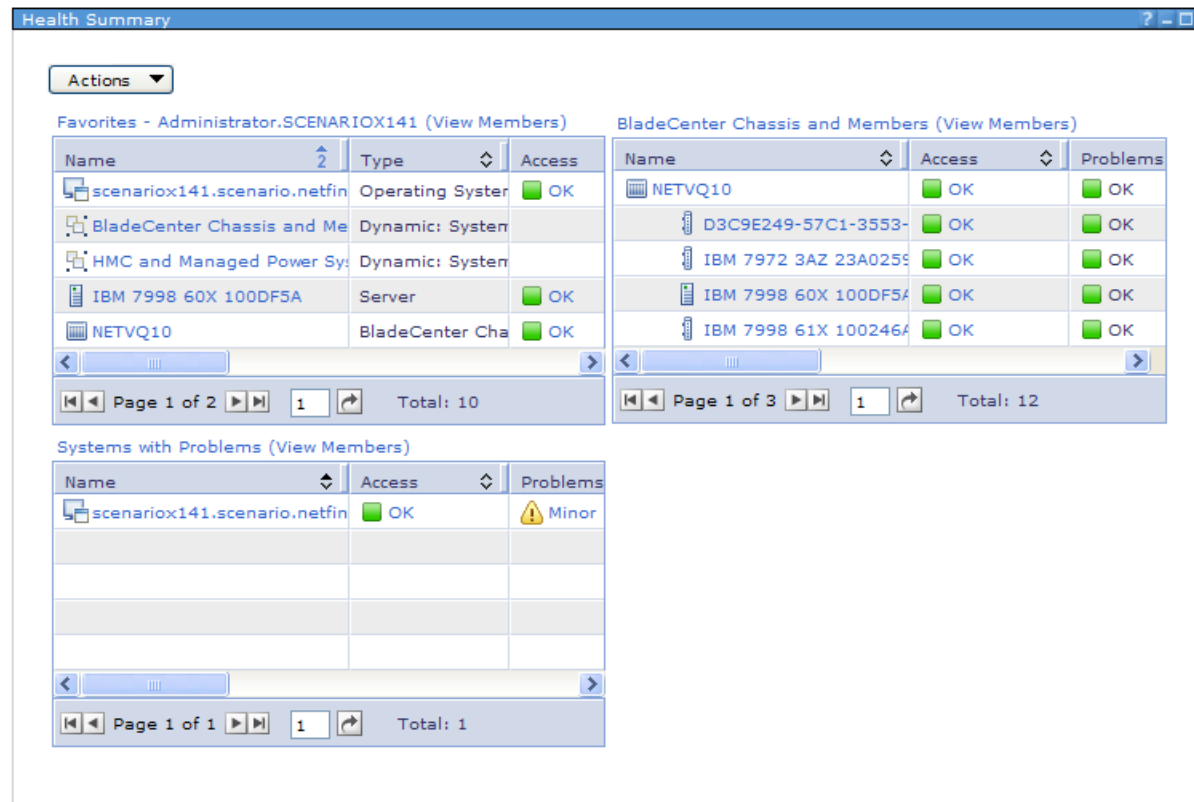 Health Summary
?
Actions
Favorites - Administrator.SCENARIOX141 (View Members)
Name 2 Type Access
scenariox141.scenario.netfin Operating System OK
BladeCenter Chassis and Me Dynamic: System
HMC and Managed Power Sy Dynamic: System
IBM 7998 60X 100DF5A Server OK
NETVQ10 BladeCenter Cha OK
Page 1 of 2 1 Total: 10
BladeCenter Chassis and Members (View Members)
Name Access Problems
NETVQ10 OK OK
D3C9E249-57C1-3553- OK OK
IBM 7972 3AZ 23A0259 OK OK
IBM 7998 60X 100DF5A OK OK
IBM 7998 61X 100246A OK OK
Page 1 of 3 1 Total: 12
Systems with Problems (View Members)
Name Access Problems
scenariox141.scenario.netfin OK Minor
Page 1 of 1 1 Total: 1